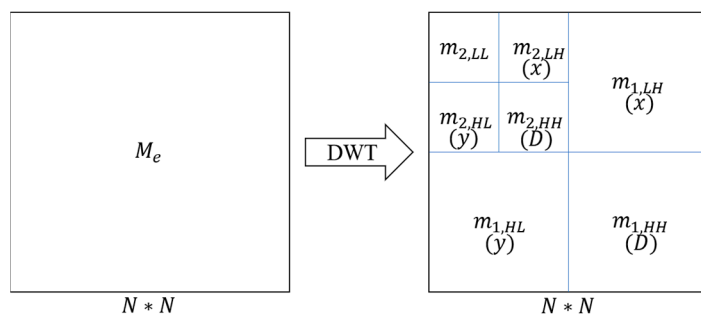 M_e
N * N
DWT
m_{2,LL}
m_{2,LH}
(x)
m_{1,LH}
(x)
m_{2,HL}
(y)
m_{2,HH}
(D)
m_{1,HL}
(y)
m_{1,HH}
(D)
N * N